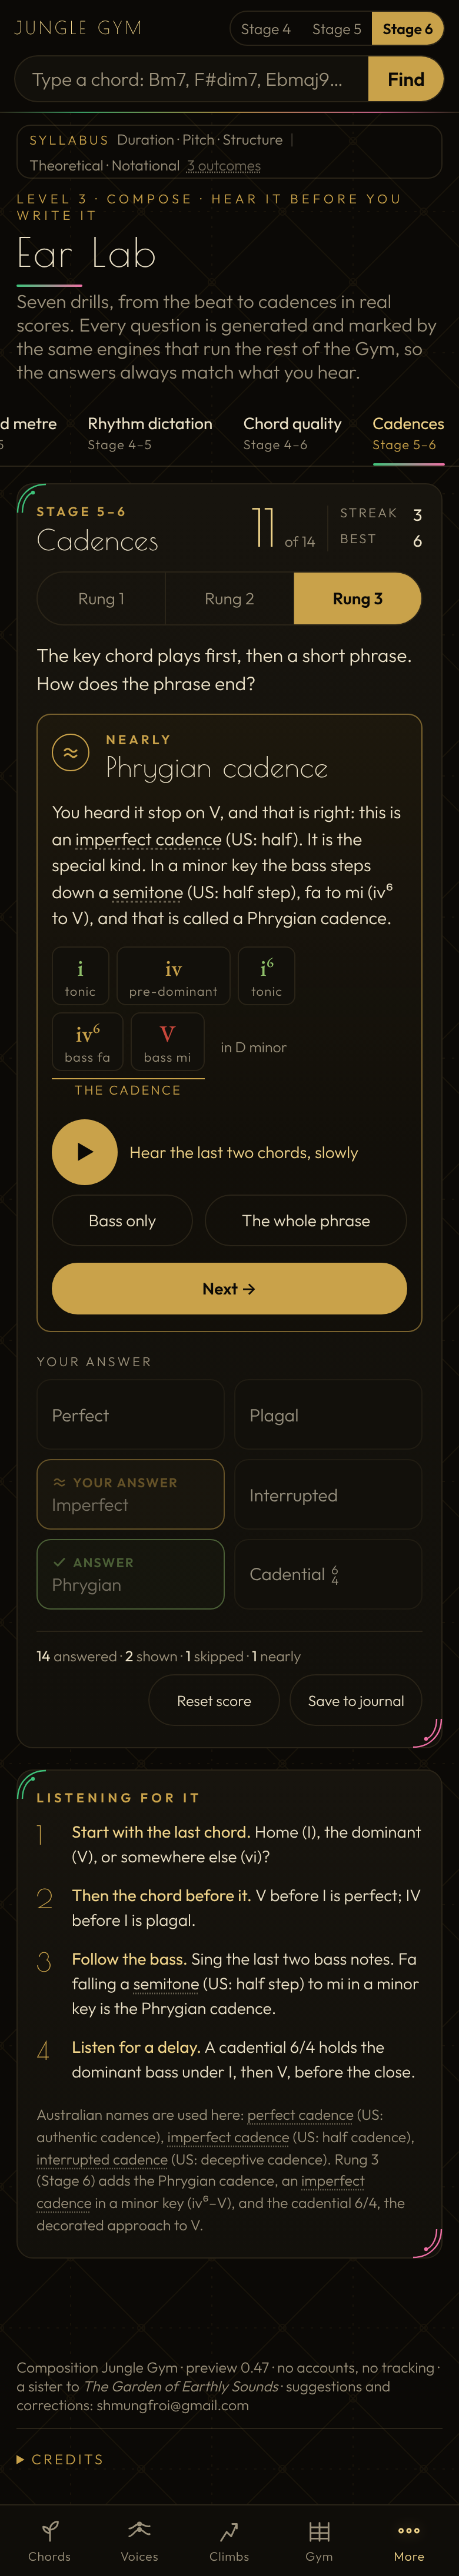 JUNGLE GYM
Stage 4 Stage 5 Stage 6
Type a chord: Bm7, F#dim7, Ebmaj9... Find
SYLLABUS Duration · Pitch · Structure |
Theoretical · Notational 3 outcomes
LEVEL 3 · COMPOSE · HEAR IT BEFORE YOU
WRITE IT
Ear Lab
Seven drills, from the beat to cadences in real
scores. Every question is generated and marked by
the same engines that run the rest of the Gym, so
the answers always match what you hear.
d metre Rhythm dictation Chord quality Cadences
5 Stage 4–5 Stage 4–6 Stage 5–6
STAGE 5–6
Cadences
11 of 14
STREAK 3
BEST 6
Rung 1 Rung 2 Rung 3
The key chord plays first, then a short phrase.
How does the phrase end?
≈ NEARLY
Phrygian cadence
You heard it stop on V, and that is right: this is
an imperfect cadence (US: half). It is the
special kind. In a minor key the bass steps
down a semitone (US: half step), fa to mi (iv⁶
to V), and that is called a Phrygian cadence.
i iv i⁶
tonic pre-dominant tonic
iv⁶ V
bass fa bass mi in D minor
THE CADENCE
Hear the last two chords, slowly
Bass only The whole phrase
Next →
YOUR ANSWER
Perfect Plagal
≈ YOUR ANSWER
Imperfect Interrupted
✓ ANSWER
Phrygian Cadential 6 4
14 answered · 2 shown · 1 skipped · 1 nearly
Reset score Save to journal
LISTENING FOR IT
1 Start with the last chord. Home (I), the dominant
(V), or somewhere else (vi)?
2 Then the chord before it. V before I is perfect; IV
before I is plagal.
3 Follow the bass. Sing the last two bass notes. Fa
falling a semitone (US: half step) to mi in a minor
key is the Phrygian cadence.
4 Listen for a delay. A cadential 6/4 holds the
dominant bass under I, then V, before the close.
Australian names are used here: perfect cadence (US:
authentic cadence), imperfect cadence (US: half cadence),
interrupted cadence (US: deceptive cadence). Rung 3
(Stage 6) adds the Phrygian cadence, an imperfect
cadence in a minor key (iv⁶–V), and the cadential 6/4, the
decorated approach to V.
Composition Jungle Gym · preview 0.47 · no accounts, no tracking ·
a sister to The Garden of Earthly Sounds · suggestions and
corrections: shmungfroi@gmail.com
▶ CREDITS
Chords Voices Climbs Gym More